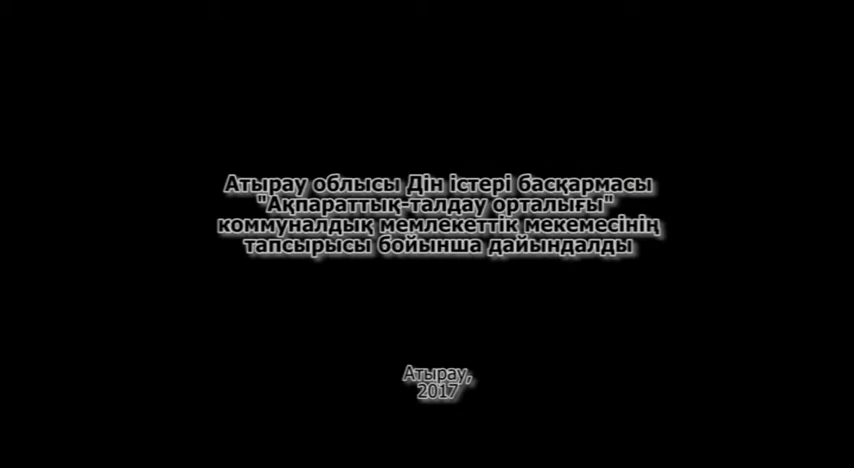 Атырау облысы Дін істері басқармасы
"Ақпараттық-талдау орталығы"
коммуналдық мемлекеттік мекемесінің
тапсырысы бойынша дайындалды
Атырау,
2017